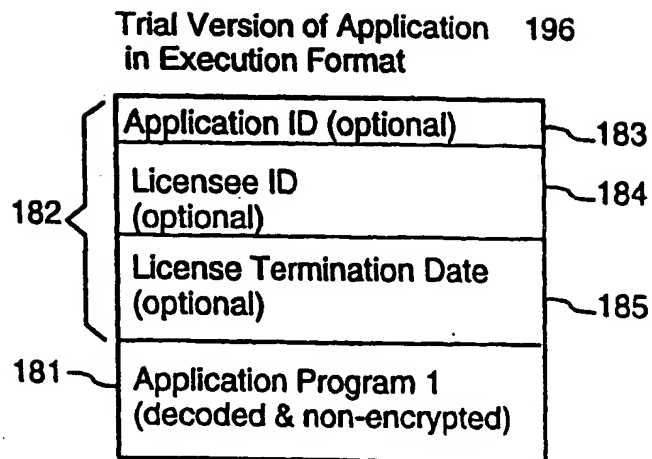 Trial Version of Application 196
in Execution Format
Application ID (optional)
183
Licensee ID
(optional)
184
182
License Termination Date
(optional)
185
181
Application Program 1
(decoded & non-encrypted)